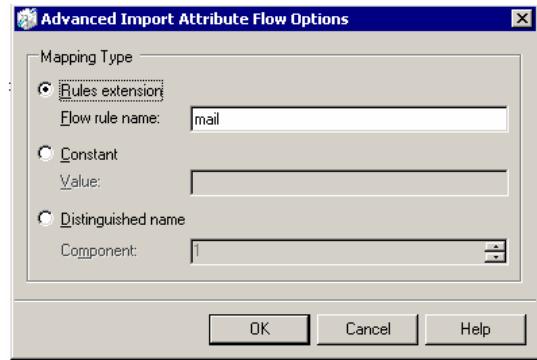 Advanced Import Attribute Flow Options
Mapping Type
Rules extension
Flow rule name: mail
Constant
Value:
Distinguished name
Component: 1
OK Cancel Help